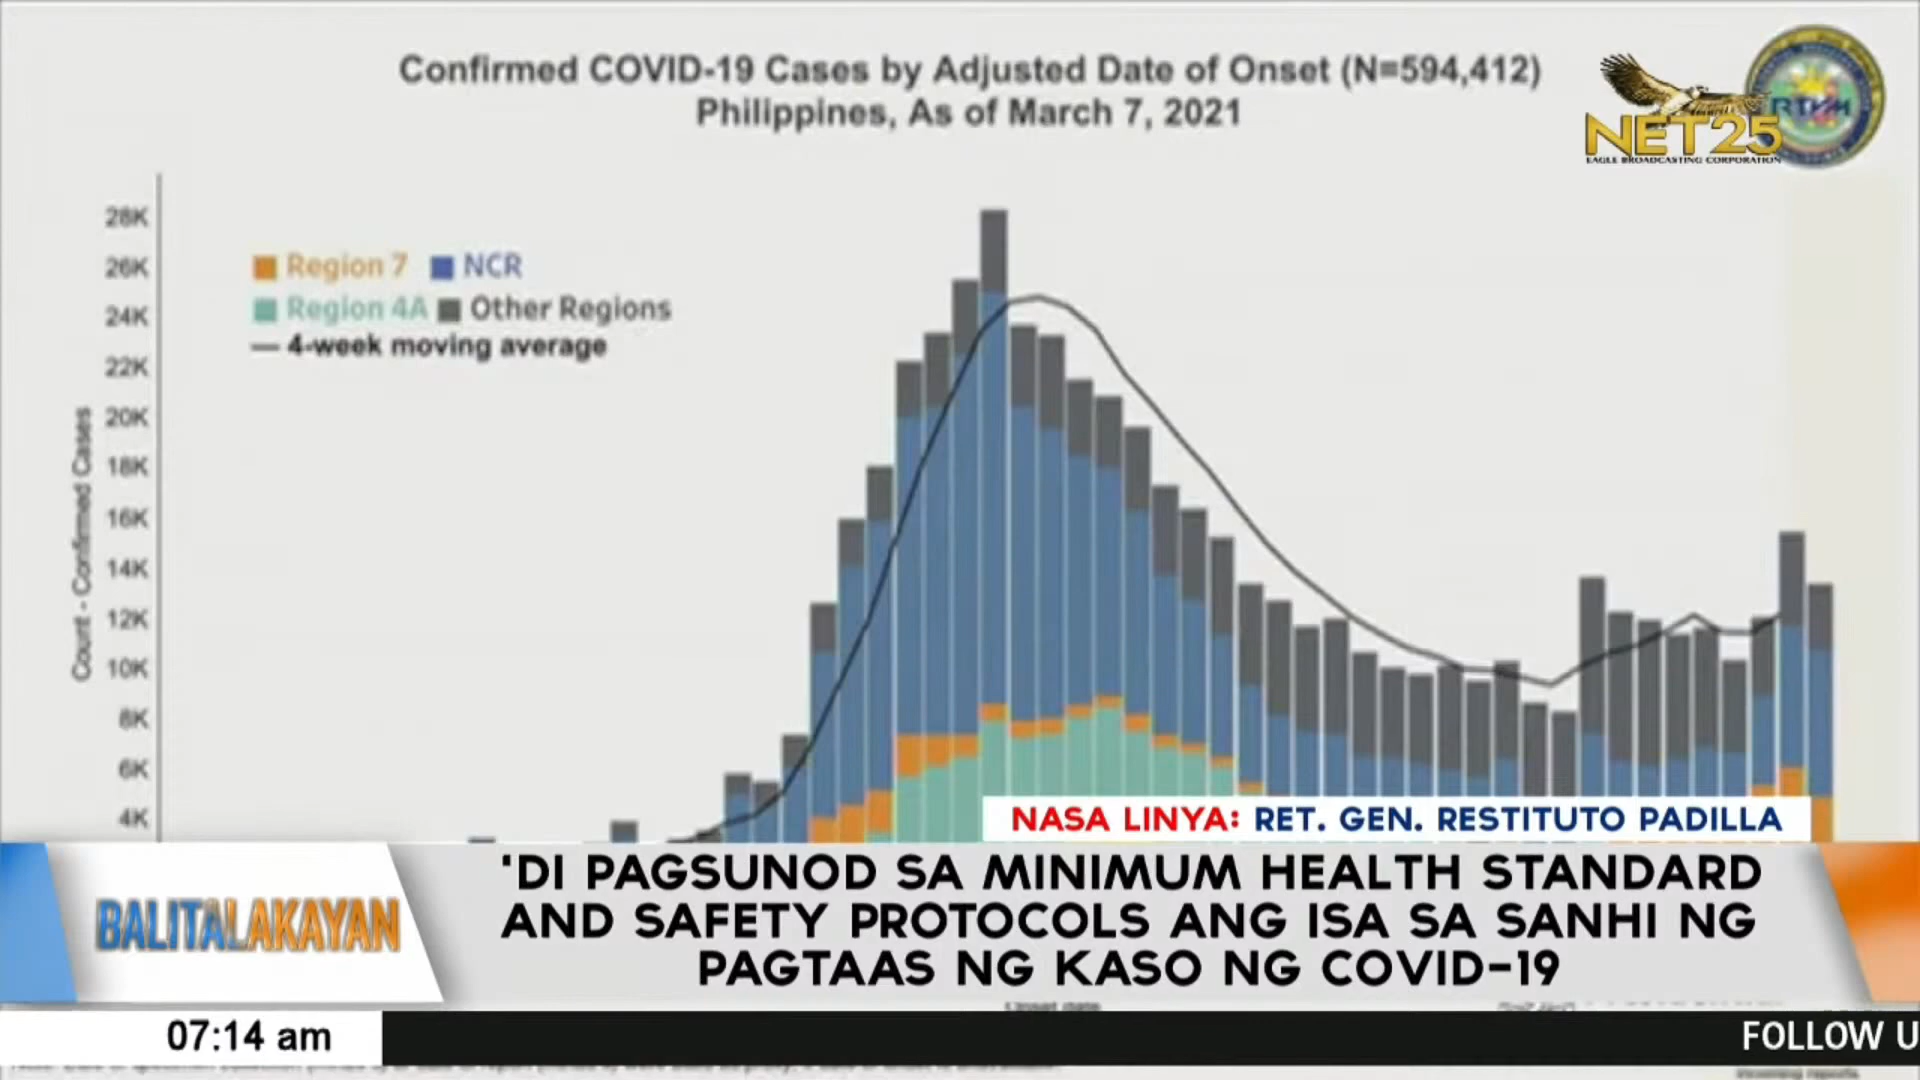 Confirmed COVID-19 Cases by Adjusted Date of Onset (N=594,412)
Philippines, As of March 7, 2021
NET25
EAGLE BROADCASTING CORPORATION
RTVM
Region 7 NCR
Region 4A Other Regions
4-week moving average
Count - Confirmed Cases
28K
26K
24K
22K
20K
18K
16K
14K
12K
10K
8K
6K
4K
NASA LINYA: RET. GEN. RESTITUTO PADILLA
BALITALAKAYAN
'DI PAGSUNOD SA MINIMUM HEALTH STANDARD
AND SAFETY PROTOCOLS ANG ISA SA SANHI NG
PAGTAAS NG KASO NG COVID-19
07:14 am
FOLLOW U